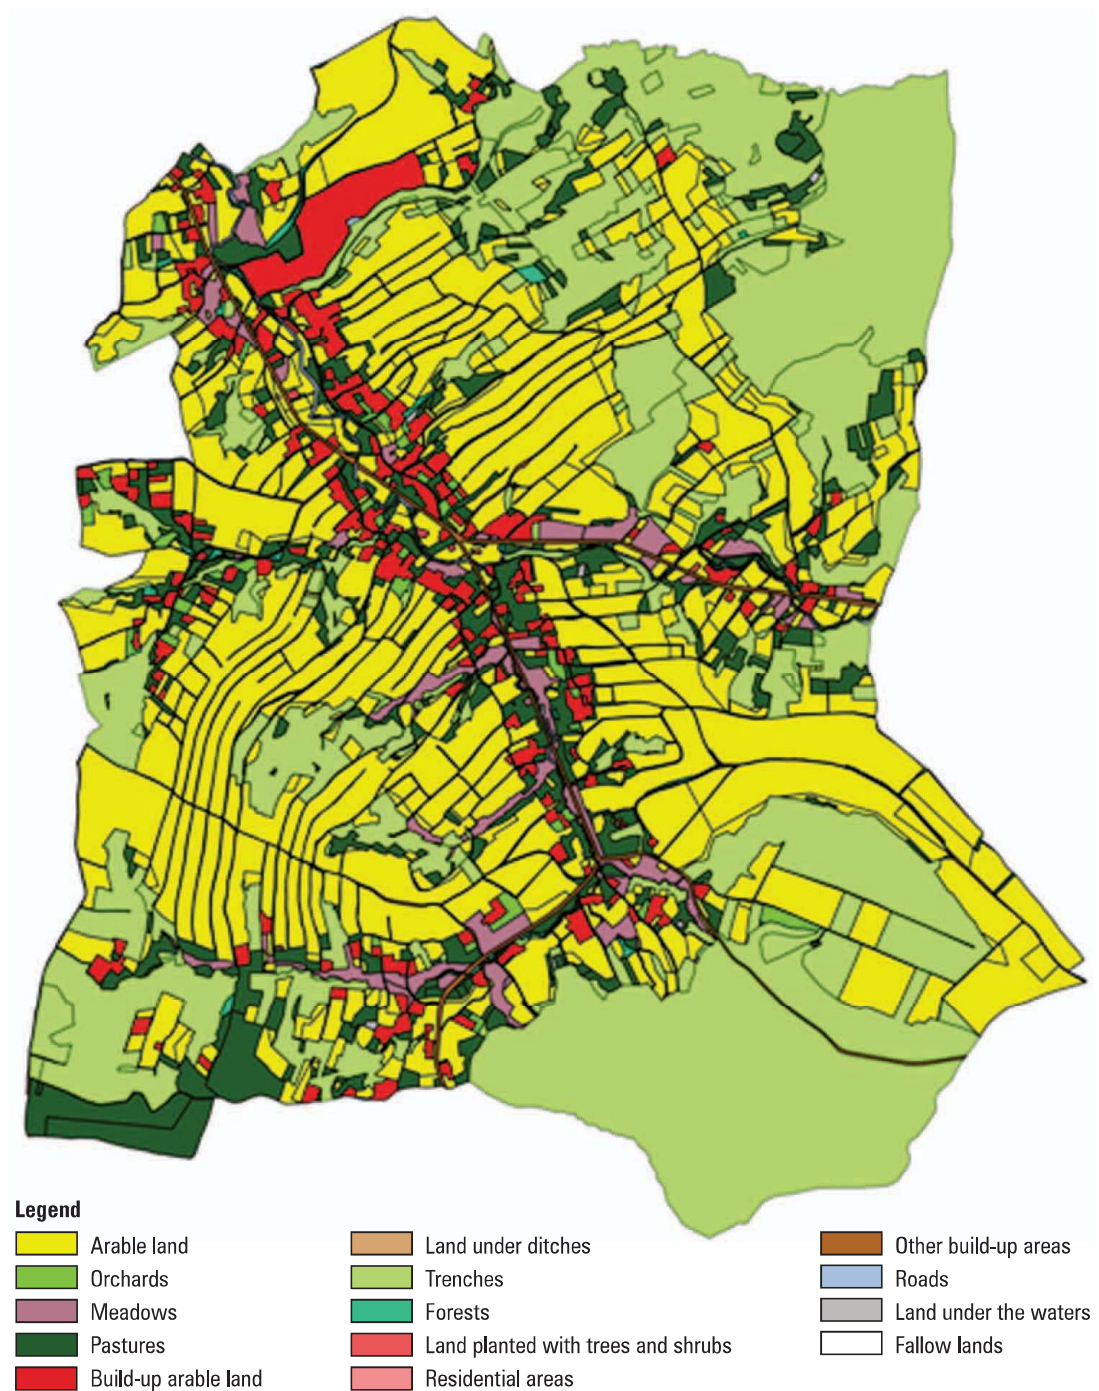 Legend
Arable land
Orchards
Meadows
Pastures
Build-up arable land
Land under ditches
Trenches
Forests
Land planted with trees and shrubs
Residential areas
Other build-up areas
Roads
Land under the waters
Fallow lands